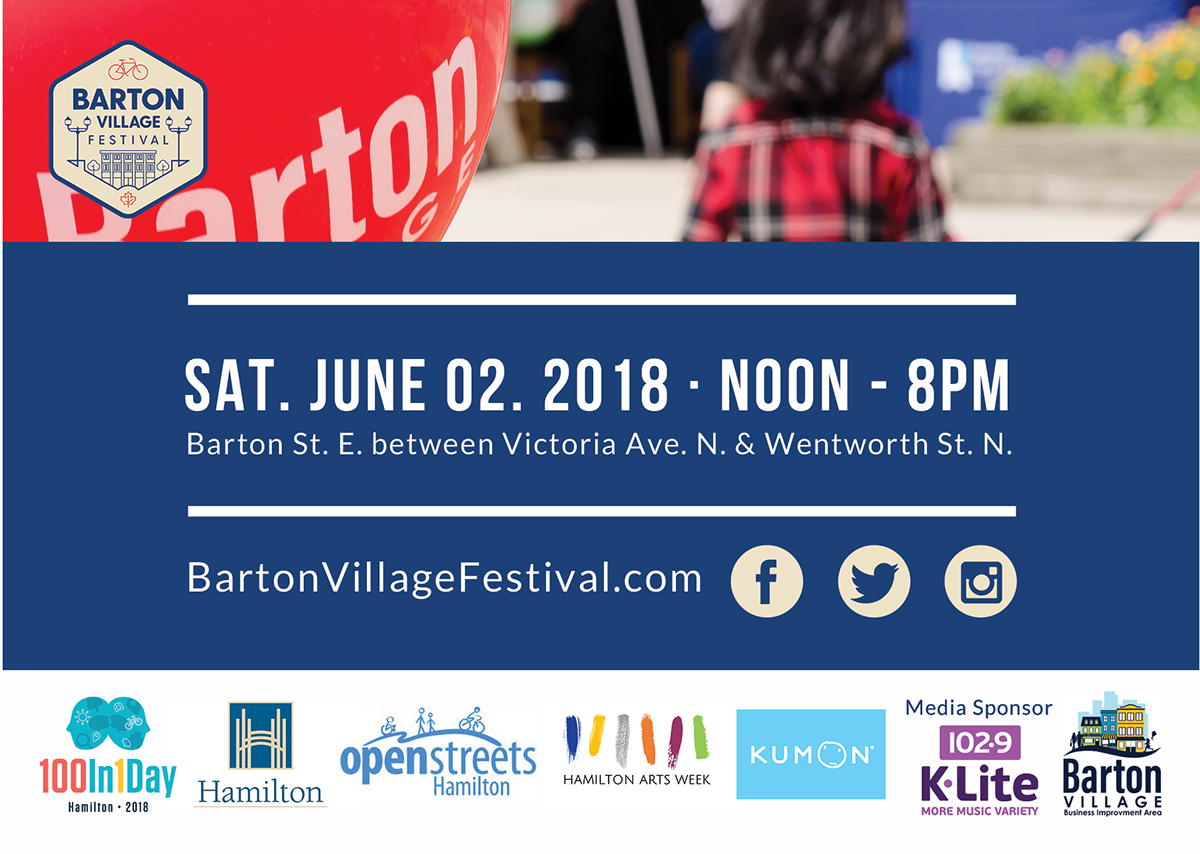 BARTON
VILLAGE
FESTIVAL
Barton
GE
SAT. JUNE 02. 2018 · NOON - 8PM
Barton St. E. between Victoria Ave. N. & Wentworth St. N.
BartonVillageFestival.com
100In1Day
Hamilton • 2018
Hamilton
openstreets
Hamilton
HAMILTON ARTS WEEK
KUMON®
Media Sponsor
102.9
K·Lite
MORE MUSIC VARIETY
Barton
VILLAGE
Business Improvment Area